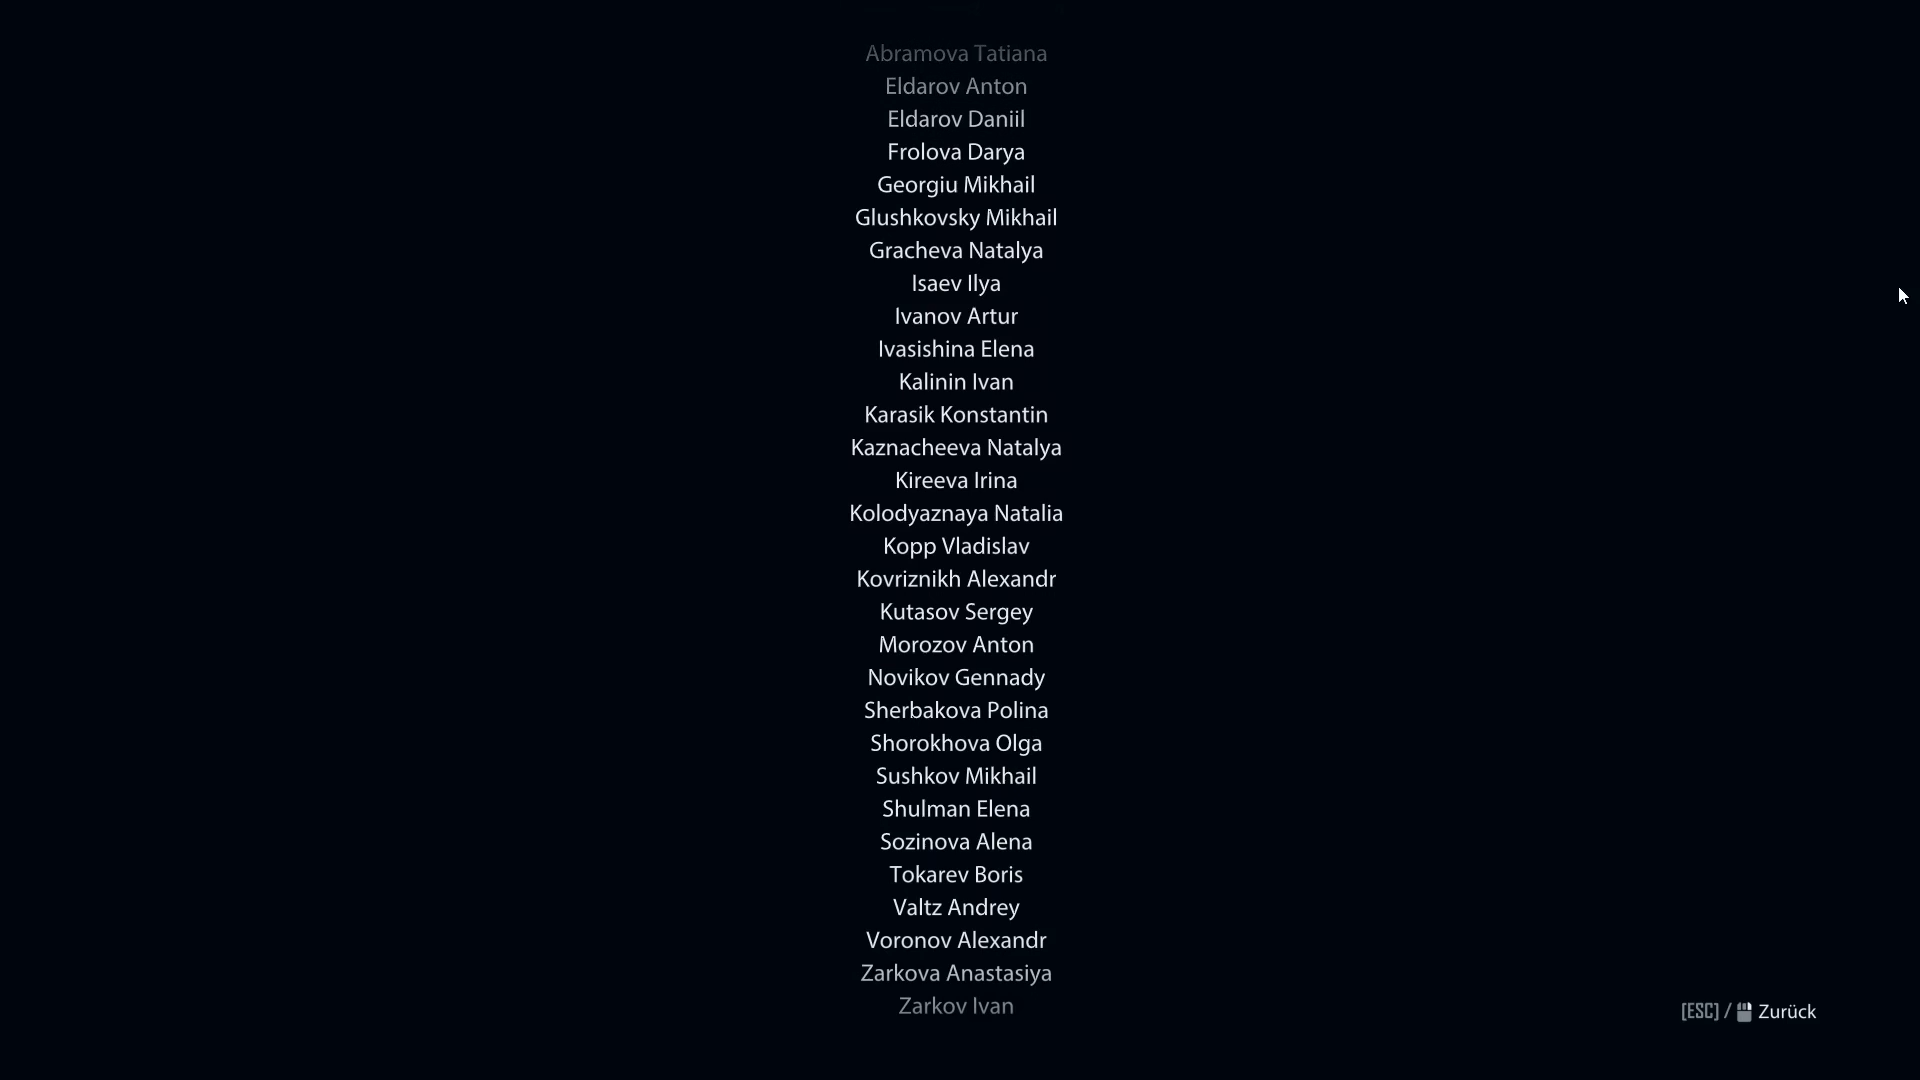 Abramova Tatiana
Eldarov Anton
Eldarov Daniil
Frolova Darya
Georgiu Mikhail
Glushkovsky Mikhail
Gracheva Natalya
Isaev Ilya
Ivanov Artur
Ivasishina Elena
Kalinin Ivan
Karasik Konstantin
Kaznacheeva Natalya
Kireeva Irina
Kolodyaznaya Natalia
Kopp Vladislav
Kovriznikh Alexandr
Kutasov Sergey
Morozov Anton
Novikov Gennady
Sherbakova Polina
Shorokhova Olga
Sushkov Mikhail
Shulman Elena
Sozinova Alena
Tokarev Boris
Valtz Andrey
Voronov Alexandr
Zarkova Anastasiya
Zarkov Ivan
[ESC] / Zurück